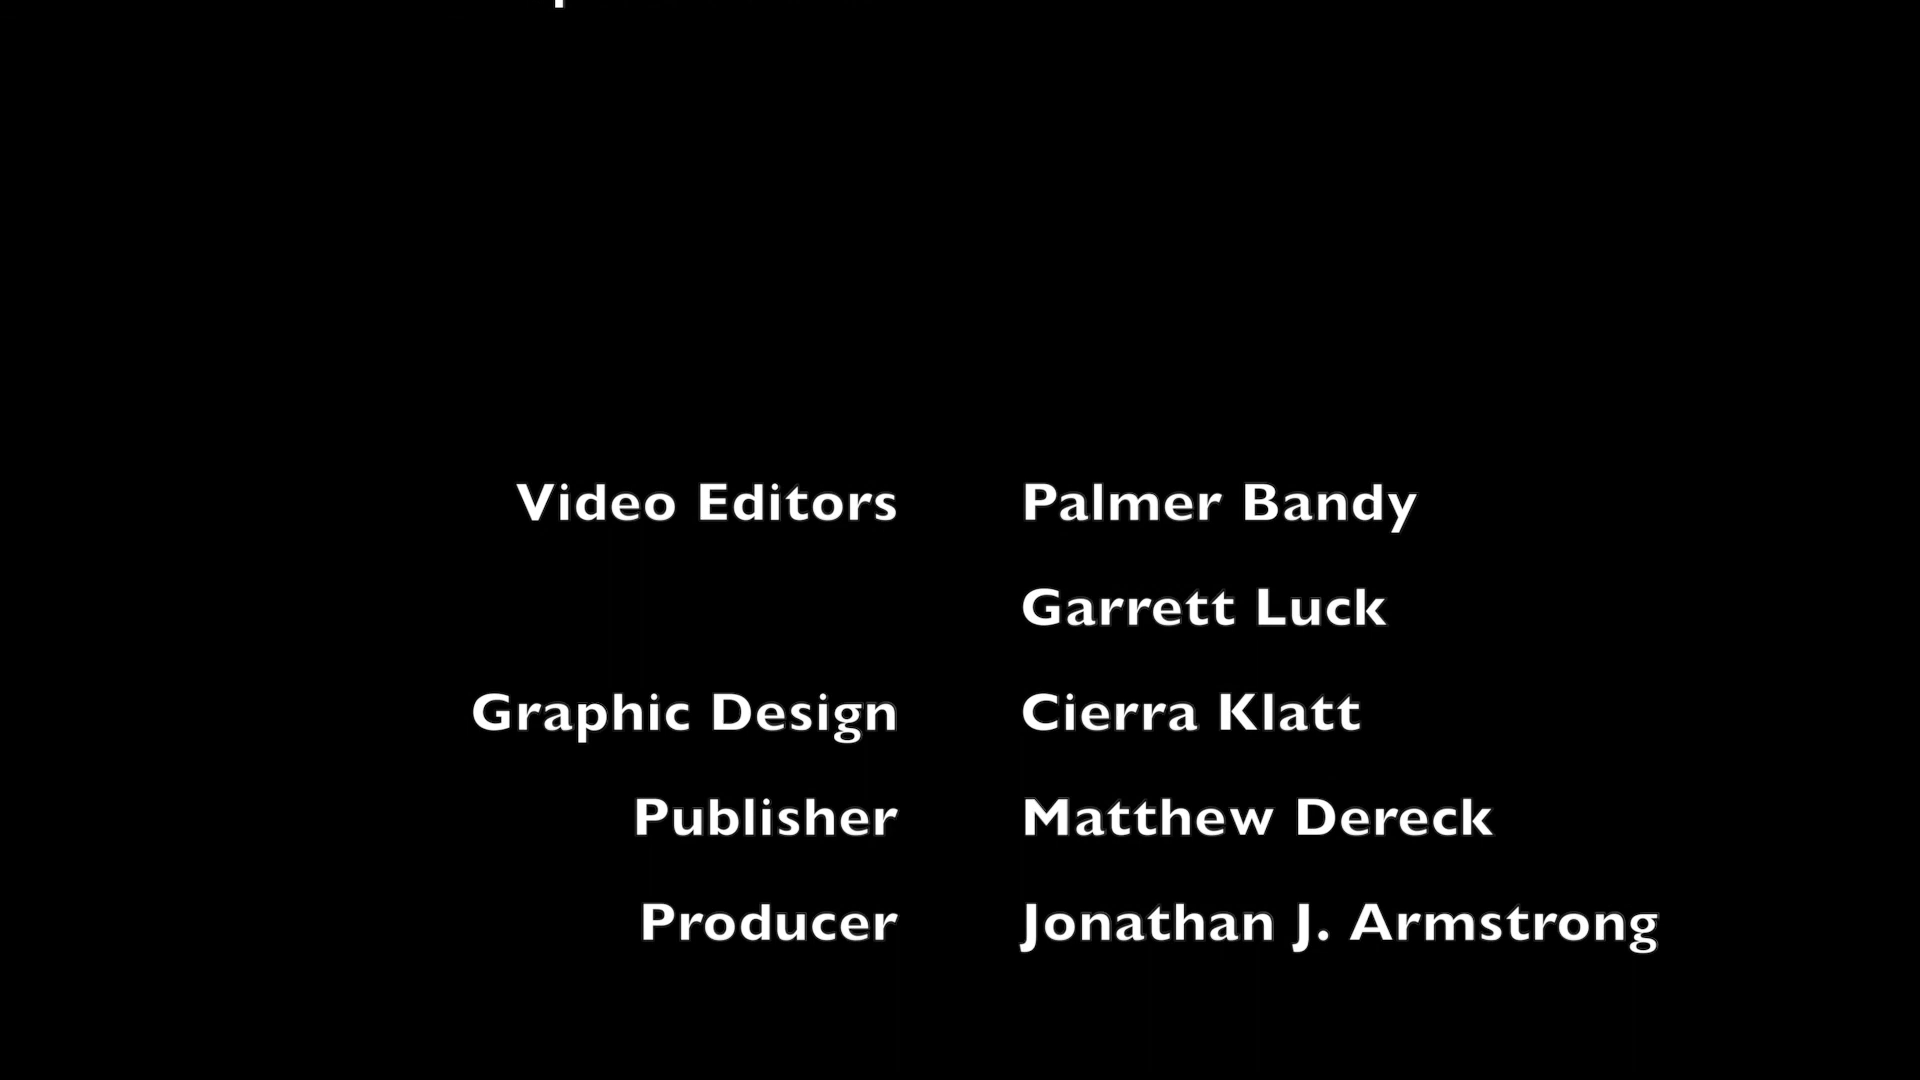 Video Editors Palmer Bandy
Garrett Luck
Graphic Design Cierra Klatt
Publisher Matthew Dereck
Producer Jonathan J. Armstrong